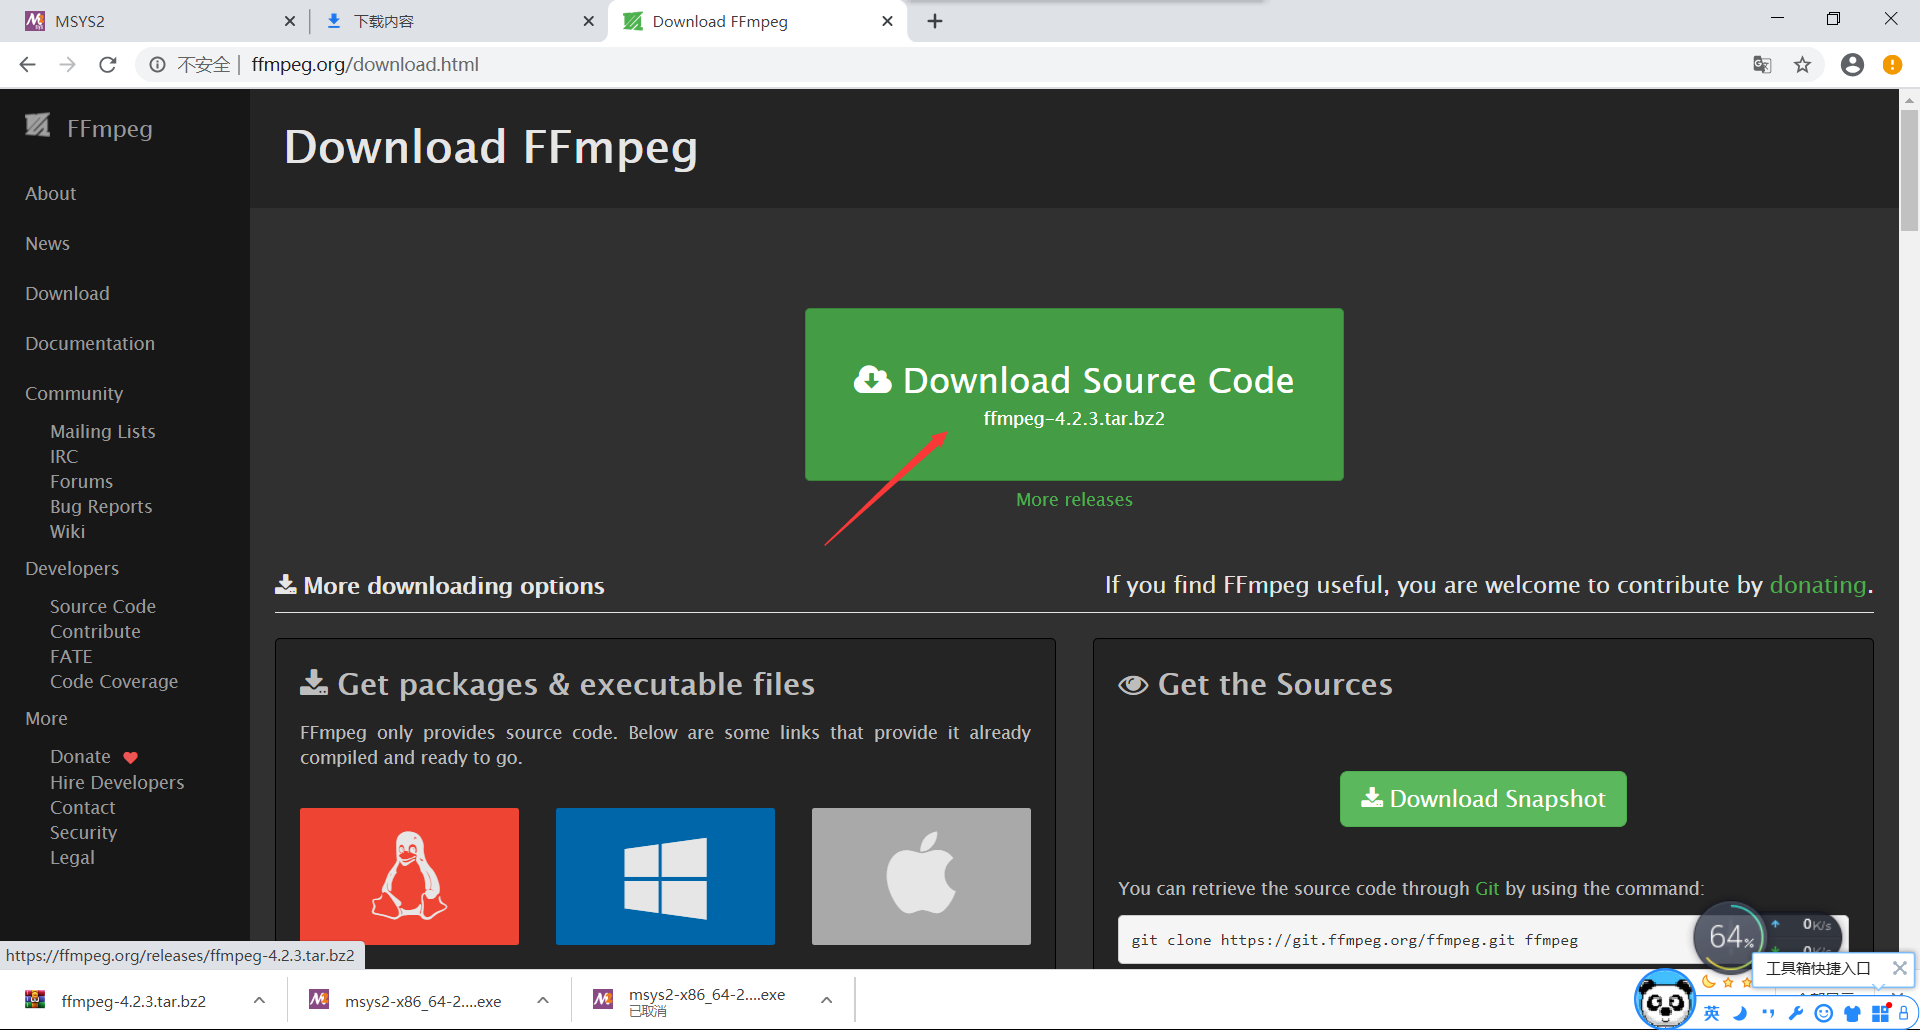 MSYS2
下载内容
Download FFmpeg
不安全 | ffmpeg.org/download.html
FFmpeg
About
News
Download
Documentation
Community
Mailing Lists
IRC
Forums
Bug Reports
Wiki
Developers
Source Code
Contribute
FATE
Code Coverage
More
Donate
Hire Developers
Contact
Security
Legal
Download FFmpeg
Download Source Code
ffmpeg-4.2.3.tar.bz2
More releases
More downloading options
If you find FFmpeg useful, you are welcome to contribute by donating.
Get packages & executable files
FFmpeg only provides source code. Below are some links that provide it already
compiled and ready to go.
Get the Sources
Download Snapshot
You can retrieve the source code through Git by using the command:
git clone https://git.ffmpeg.org/ffmpeg.git ffmpeg
64%
0K/s
0K/s
工具箱快捷入口
https://ffmpeg.org/releases/ffmpeg-4.2.3.tar.bz2
ffmpeg-4.2.3.tar.bz2
msys2-x86_64-2....exe
msys2-x86_64-2....exe
已取消
英